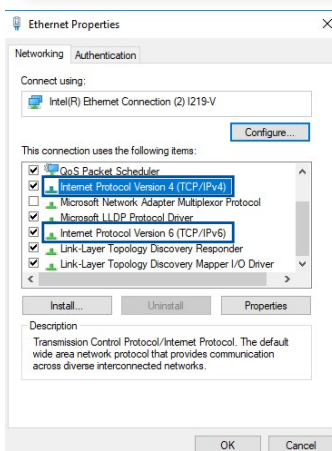 Ethernet Properties
Networking Authentication
Connect using:
Intel(R) Ethernet Connection (2) I219-V
Configure...
This connection uses the following items:
QoS Packet Scheduler
Internet Protocol Version 4 (TCP/IPv4)
Microsoft Network Adapter Multiplexor Protocol
Microsoft LLDP Protocol Driver
Internet Protocol Version 6 (TCP/IPv6)
Link-Layer Topology Discovery Responder
Link-Layer Topology Discovery Mapper I/O Driver
Install... Uninstall Properties
Description
Transmission Control Protocol/Internet Protocol. The default
wide area network protocol that provides communication
across diverse interconnected networks.
OK Cancel